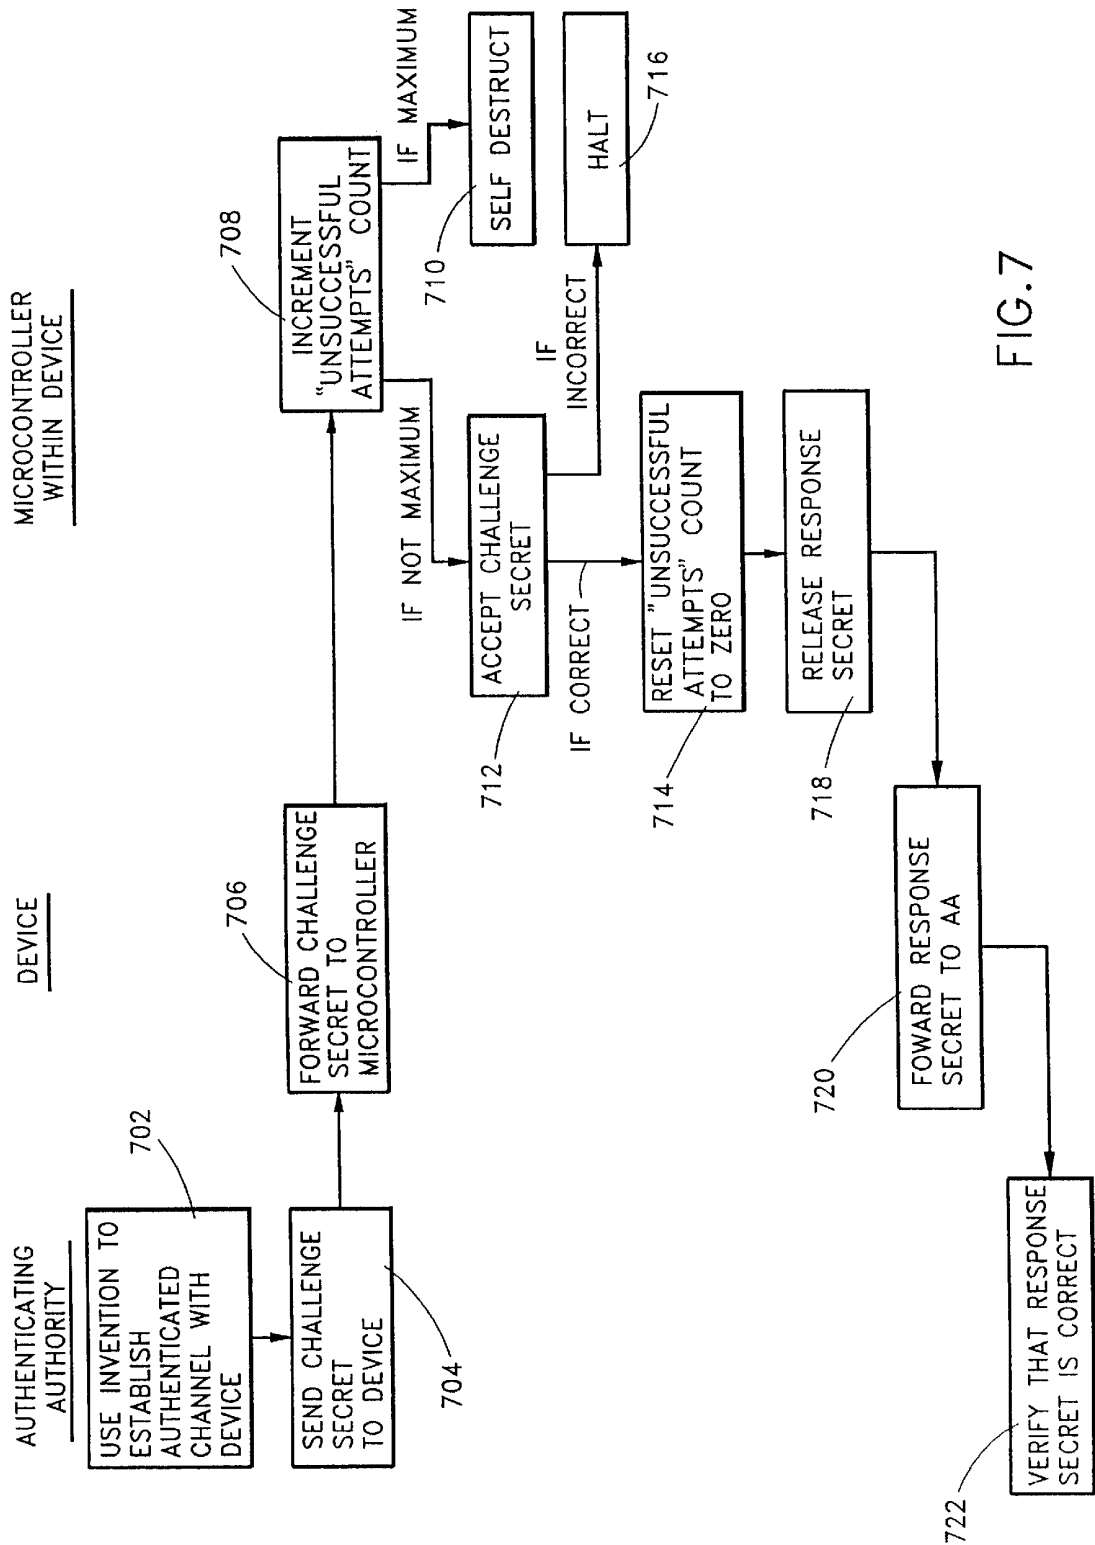 AUTHENTICATING
AUTHORITY
DEVICE
MICROCONTROLLER
WITHIN DEVICE
702
USE INVENTION TO
ESTABLISH
AUTHENTICATED
CHANNEL WITH
DEVICE
SEND CHALLENGE
SECRET
TO DEVICE
704
706
FORWARD CHALLENGE
SECRET TO
MICROCONTROLLER
708
INCREMENT
"UNSUCCESSFUL
ATTEMPTS" COUNT
IF NOT MAXIMUM
IF MAXIMUM
710
SELF DESTRUCT
ACCEPT CHALLENGE
SECRET
712
IF
INCORRECT
HALT
716
IF CORRECT
RESET "UNSUCCESSFUL
ATTEMPTS" COUNT
TO ZERO
714
RELEASE RESPONSE
SECRET
718
FOWARD RESPONSE
SECRET TO AA
720
VERIFY THAT RESPONSE
SECRET IS CORRECT
722
FIG.7